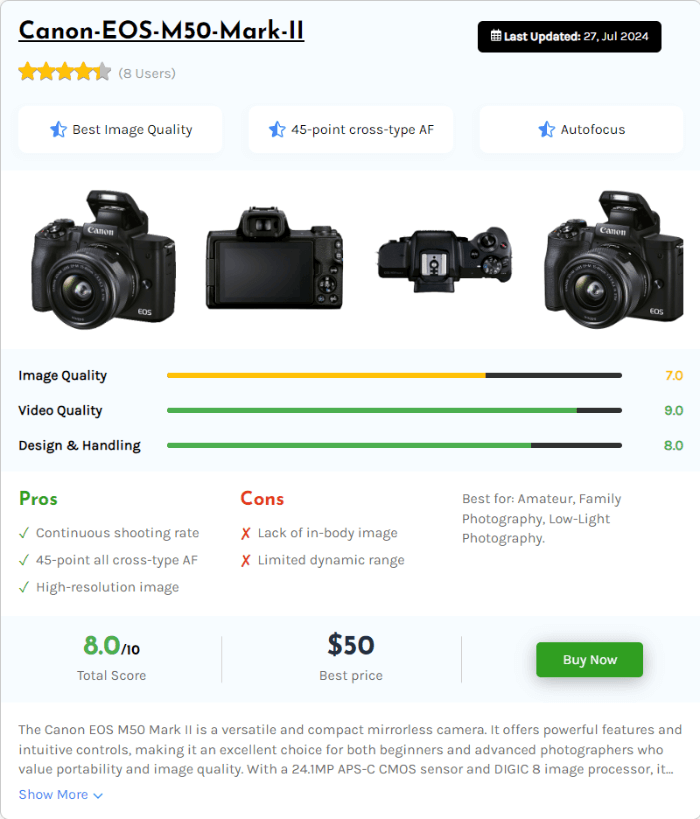 Canon-EOS-M50-Mark-II
Last Updated: 27, Jul 2024
(8 Users)
Best Image Quality
45-point cross-type AF
Autofocus
Canon
EOS
Canon
EOS
Image Quality 7.0
Video Quality 9.0
Design & Handling 8.0
Pros
✓ Continuous shooting rate
✓ 45-point all cross-type AF
✓ High-resolution image
Cons
✗ Lack of in-body image
✗ Limited dynamic range
Best for: Amateur, Family
Photography, Low-Light
Photography.
8.0/10
Total Score
$50
Best price
Buy Now
The Canon EOS M50 Mark II is a versatile and compact mirrorless camera. It offers powerful features and
intuitive controls, making it an excellent choice for both beginners and advanced photographers who
value portability and image quality. With a 24.1MP APS-C CMOS sensor and DIGIC 8 image processor, it...
Show More